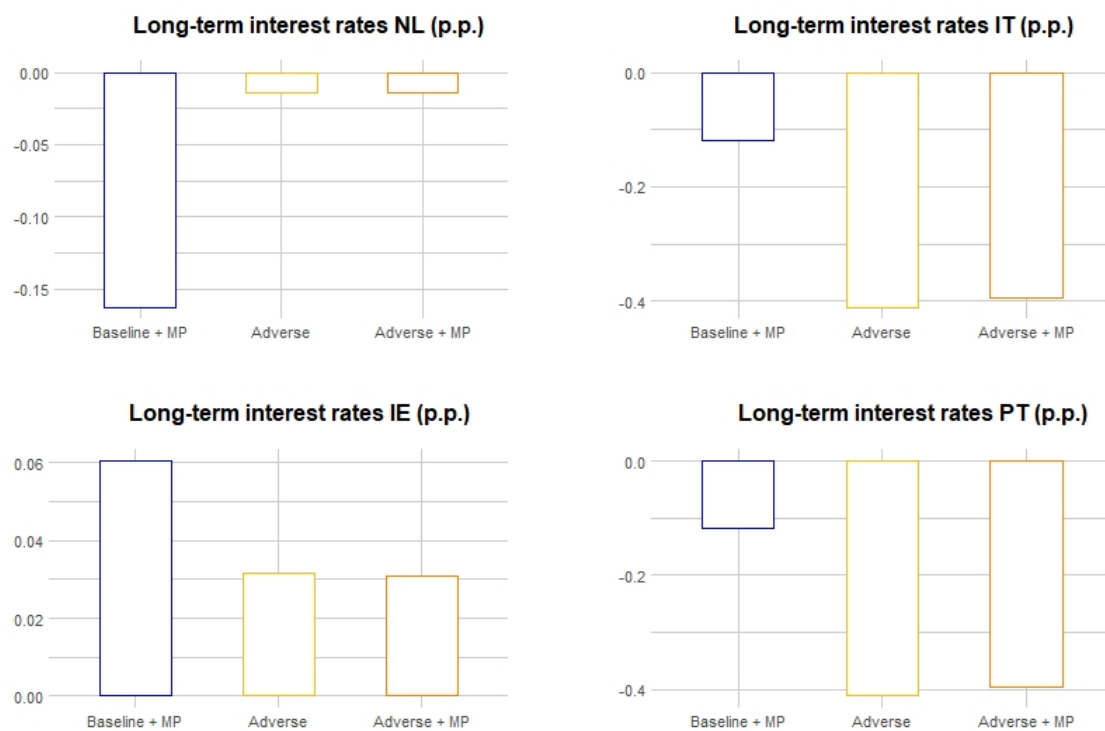 Long-term interest rates NL (p.p.)
0.00
-0.05
-0.10
-0.15
Baseline + MP Adverse Adverse + MP
Long-term interest rates IT (p.p.)
0.0
-0.2
-0.4
Baseline + MP Adverse Adverse + MP
Long-term interest rates IE (p.p.)
0.06
0.04
0.02
0.00
Baseline + MP Adverse Adverse + MP
Long-term interest rates PT (p.p.)
0.0
-0.2
-0.4
Baseline + MP Adverse Adverse + MP